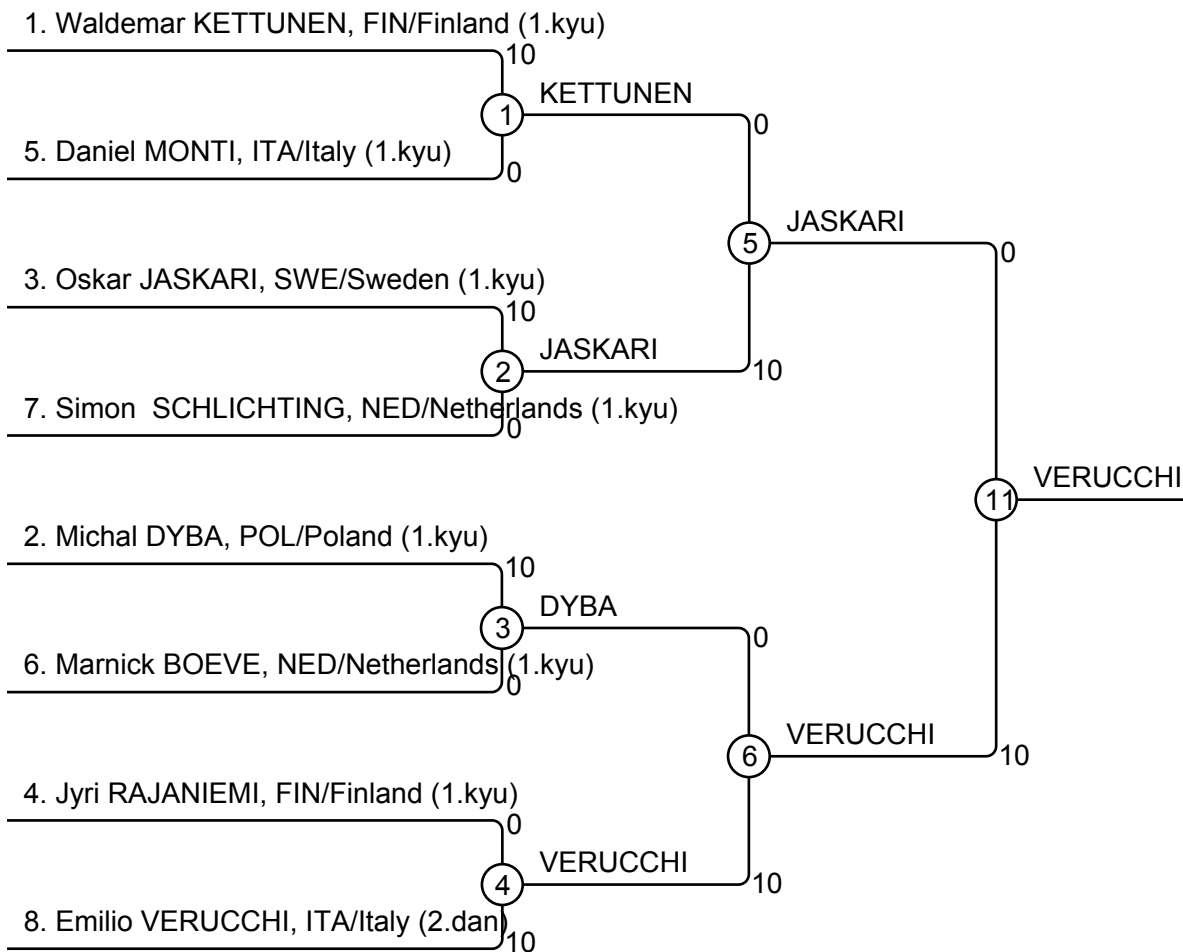 1. Waldemar KETTUNEN, FIN/Finland (1.kyu)
10
1 KETTUNEN
0
5. Daniel MONTI, ITA/Italy (1.kyu)
0
5 JASKARI
0
3. Oskar JASKARI, SWE/Sweden (1.kyu)
10
2 JASKARI
10
7. Simon  SCHLICHTING, NED/Netherlands (1.kyu)
0
11 VERUCCHI
2. Michal DYBA, POL/Poland (1.kyu)
10
3 DYBA
0
6. Marnick BOEVE, NED/Netherlands (1.kyu)
0
6 VERUCCHI
10
4. Jyri RAJANIEMI, FIN/Finland (1.kyu)
0
4 VERUCCHI
10
8. Emilio VERUCCHI, ITA/Italy (2.dan)
10